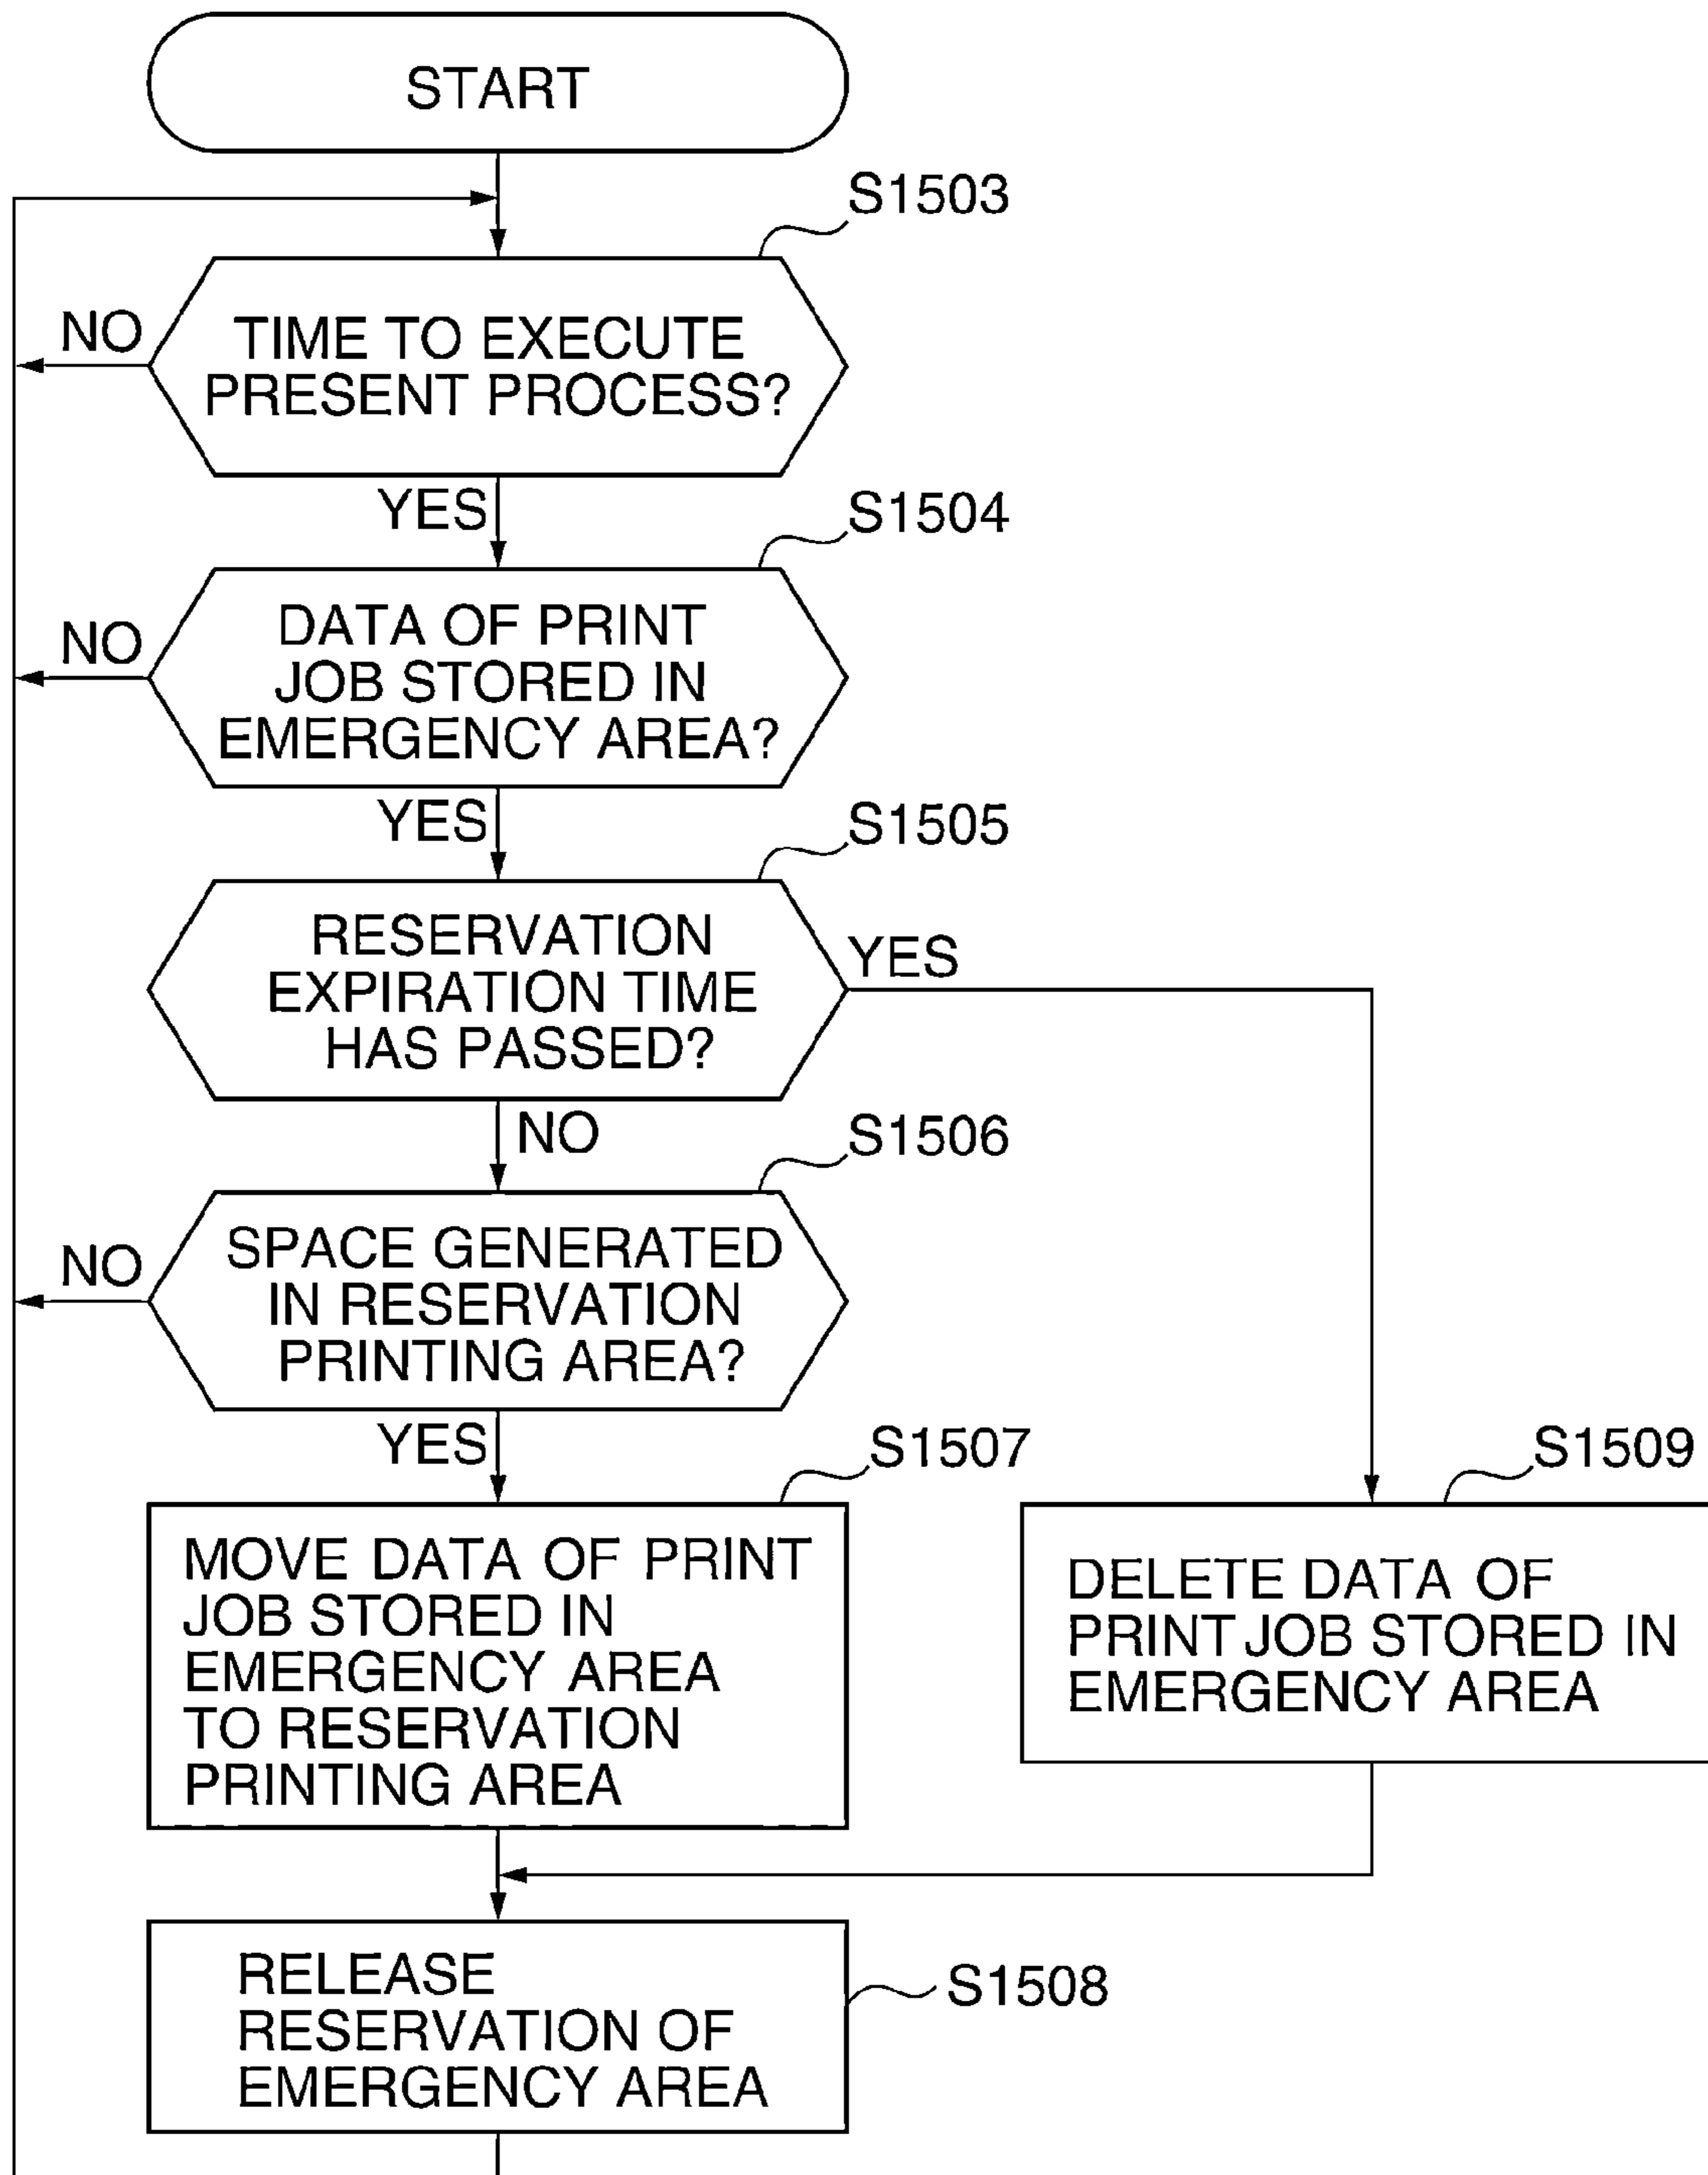 START
S1503
NO
TIME TO EXECUTE
PRESENT PROCESS?
YES
S1504
NO
DATA OF PRINT
JOB STORED IN
EMERGENCY AREA?
YES
S1505
RESERVATION
EXPIRATION TIME
HAS PASSED?
YES
NO
S1506
NO
SPACE GENERATED
IN RESERVATION
PRINTING AREA?
YES
S1507
MOVE DATA OF PRINT
JOB STORED IN
EMERGENCY AREA
TO RESERVATION
PRINTING AREA
S1509
DELETE DATA OF
PRINT JOB STORED IN
EMERGENCY AREA
RELEASE
RESERVATION OF
EMERGENCY AREA
S1508